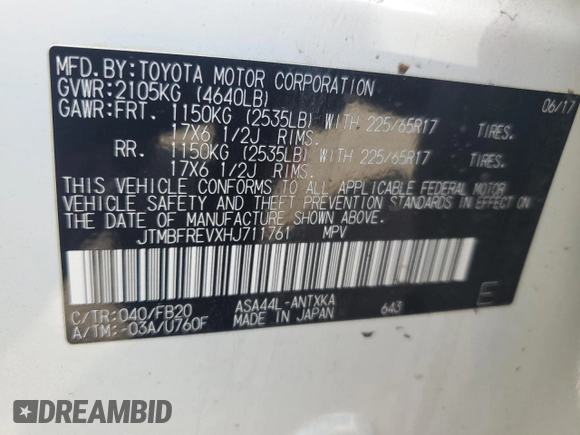 MFD.BY:TOYOTA MOTOR CORPORATION 06/17
GVWR:2105KG (4640LB)
GAWR:FRT. 1150KG (2535LB) WITH 225/65R17 TIRES.
17X6 1/2J RIMS.
RR. 1150KG (2535LB) WITH 225/65R17 TIRES.
17X6 1/2J RIMS.
THIS VEHICLE CONFORMS TO ALL APPLICABLE FEDERAL MOTOR
VEHICLE SAFETY AND THEFT PREVENTION STANDARDS IN EFFECT ON
THE DATE OF MANUFACTURE SHOWN ABOVE.
JTMBFREVXHJ711761 MPV
C/TR:040/FB20 ASA44L-ANTXKA 643 E
A/TM:-03A/U760F MADE IN JAPAN
DREAMBID